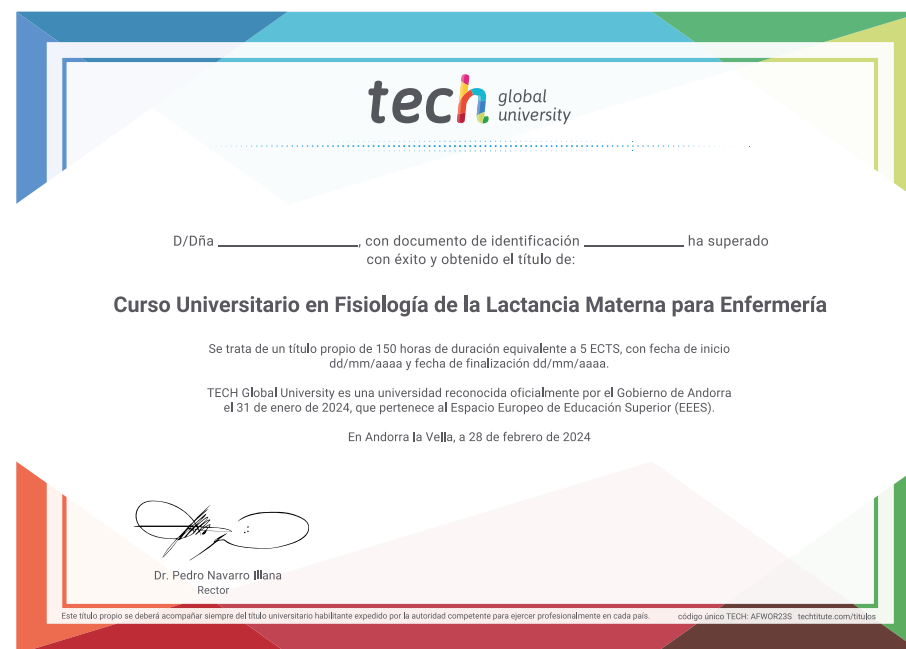 tech global university
D/Dña ____________________, con documento de identificación ______________ ha superado
con éxito y obtenido el título de:
Curso Universitario en Fisiología de la Lactancia Materna para Enfermería
Se trata de un título propio de 150 horas de duración equivalente a 5 ECTS, con fecha de inicio
dd/mm/aaaa y fecha de finalización dd/mm/aaaa.
TECH Global University es una universidad reconocida oficialmente por el Gobierno de Andorra
el 31 de enero de 2024, que pertenece al Espacio Europeo de Educación Superior (EEES).
En Andorra la Vella, a 28 de febrero de 2024
Dr. Pedro Navarro Illana
Rector
Este título propio se deberá acompañar siempre del título universitario habilitante expedido por la autoridad competente para ejercer profesionalmente en cada país. código único TECH: AFWOR23S techtitute.com/titulos